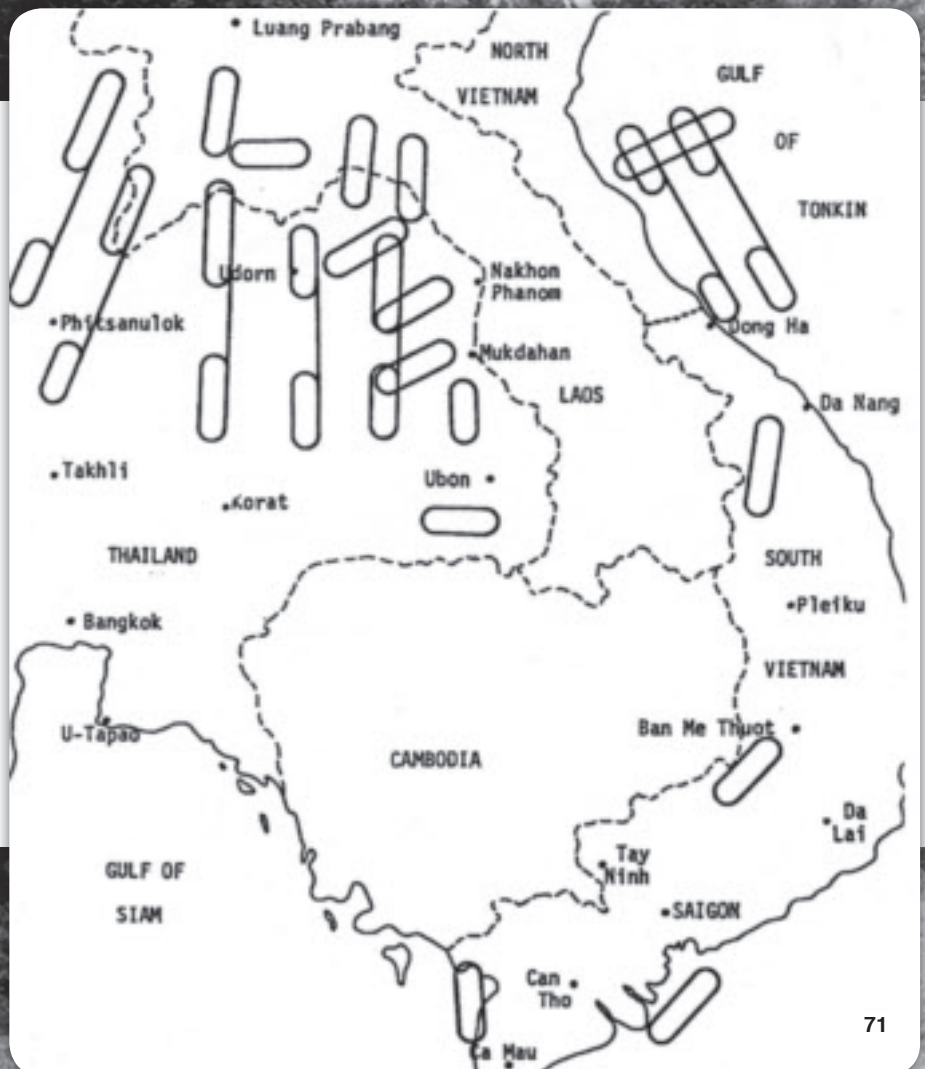 Luang Prabang
NORTH
VIETNAM
GULF
OF
TONKIN
Udorn
Nakhom
Phanom
Phitsanulok
Dong Ha
Mukdahan
LAOS
Da Nang
Takhli
Ubon
Korat
THAILAND
SOUTH
Pleiku
Bangkok
VIETNAM
U-Tapao
Ban Me Thuot
CAMBODIA
Da
Lai
Tay
Ninh
GULF OF
SIAM
SAIGON
Can
Tho
71
Ca Mau